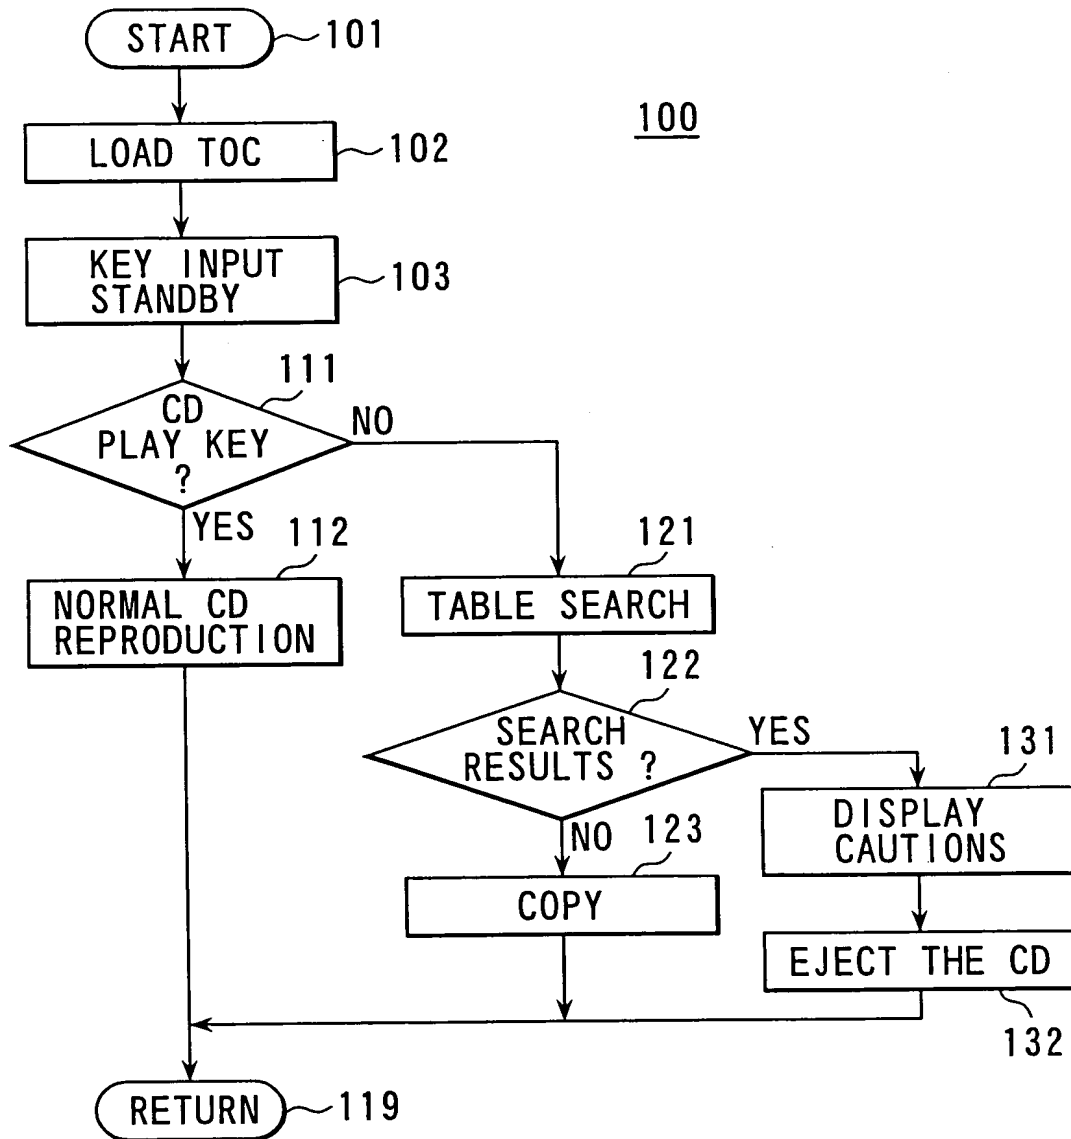 START
101
100
LOAD TOC
102
KEY INPUT
STANDBY
103
111
CD
PLAY KEY
?
NO
YES
112
NORMAL CD
REPRODUCTION
121
TABLE SEARCH
122
SEARCH
RESULTS ?
YES
NO
131
DISPLAY
CAUTIONS
123
COPY
EJECT THE CD
132
RETURN
119